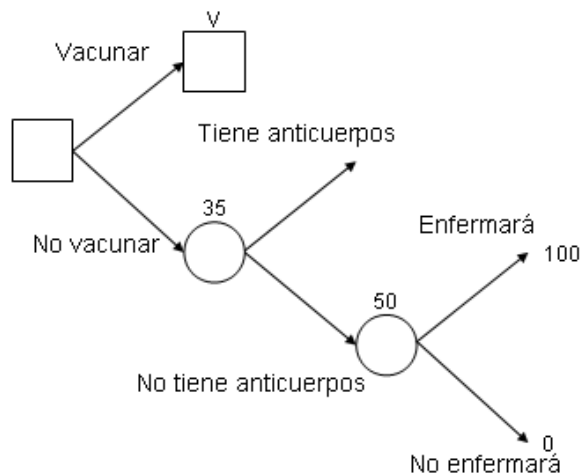 V
Vacunar
Tiene anticuerpos
35
No vacunar
Enfermará
100
50
No tiene anticuerpos
0
No enfermará